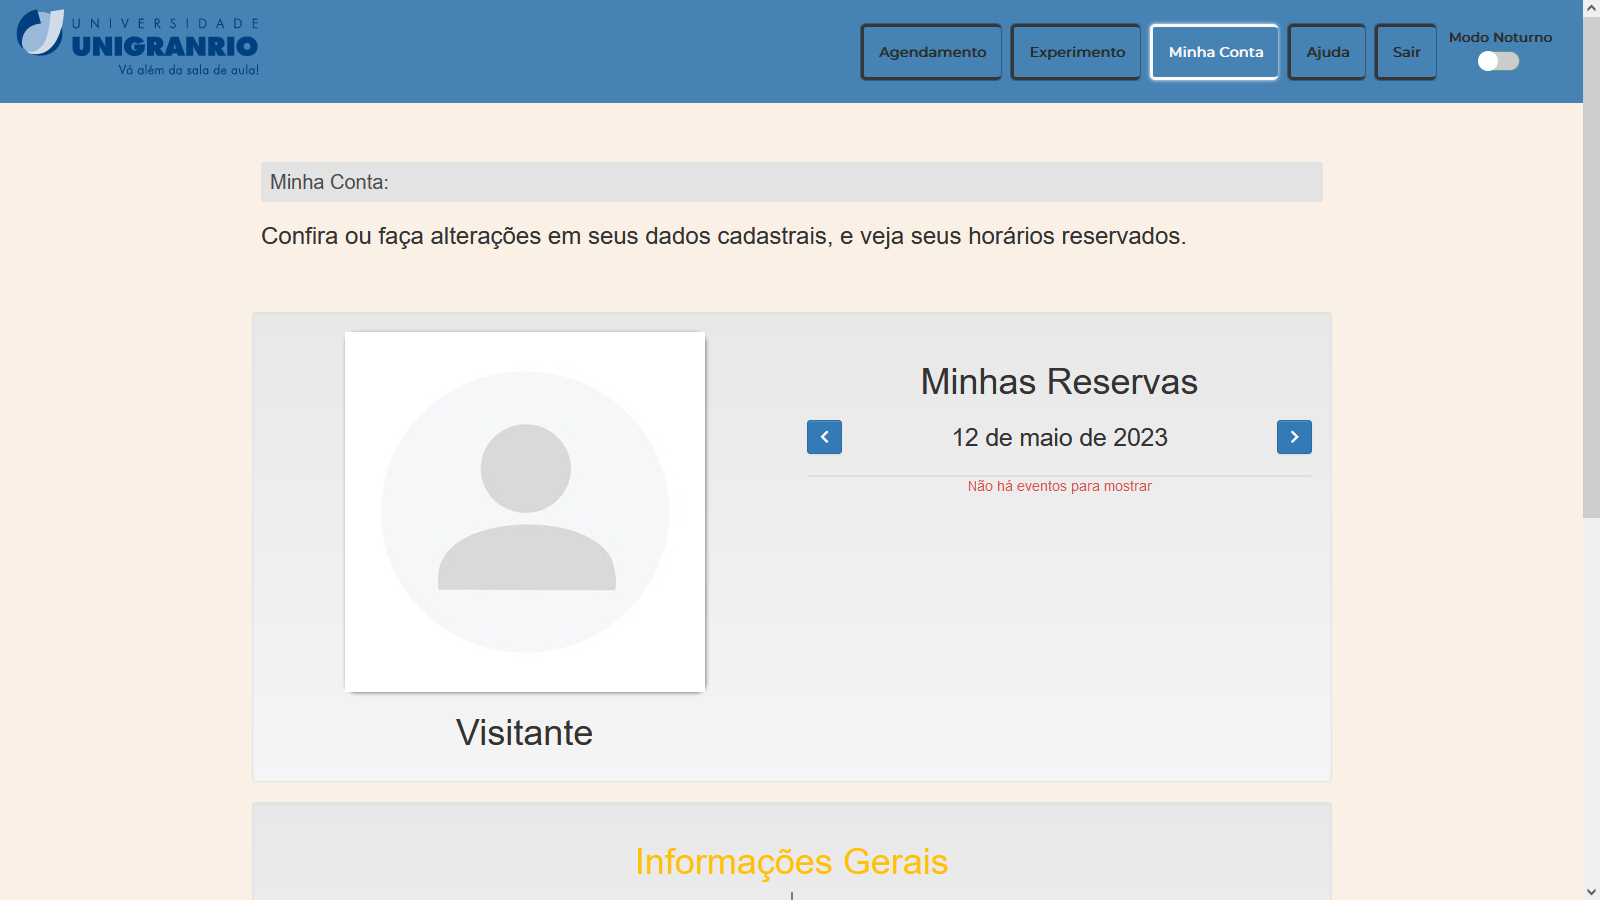 UNIVERSIDADE
UNIGRANRIO
Vá além da sala de aula!
Agendamento
Experimento
Minha Conta
Ajuda
Sair
Modo Noturno
Minha Conta:
Confira ou faça alterações em seus dados cadastrais, e veja seus horários reservados.
Minhas Reservas
12 de maio de 2023
Não há eventos para mostrar
Visitante
Informações Gerais